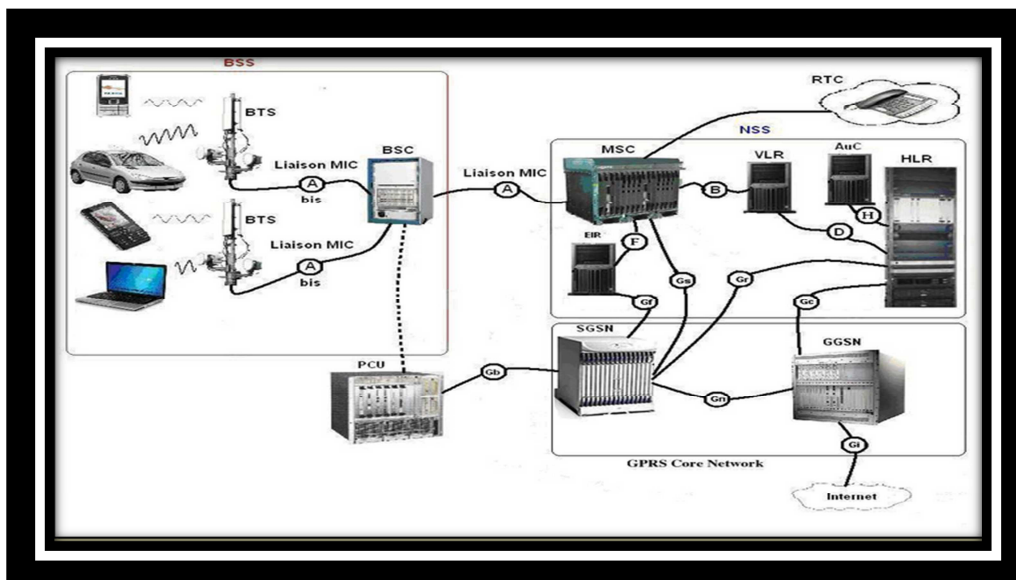 BSS
RTC
BTS
NSS
BSC
MSC
VLR
AuC
HLR
Liaison MIC
A
bis
Liaison MIC
A
B
H
D
BTS
Liaison MIC
A
bis
EIR
F
Gf
Gs
Gr
Gc
SGSN
GGSN
PCU
Gb
Gn
Gi
GPRS Core Network
Internet